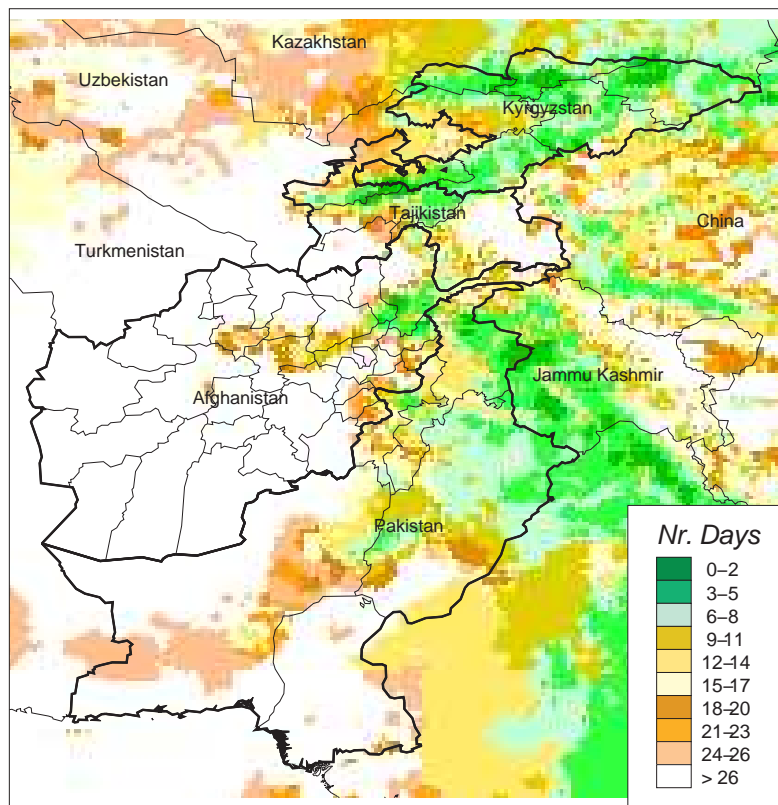 Kazakhstan
Uzbekistan
Kyrgyzstan
Tajikistan
China
Turkmenistan
Jammu Kashmir
Afghanistan
Pakistan
Nr. Days
0–2
3–5
6–8
9–11
12–14
15–17
18–20
21–23
24–26
> 26